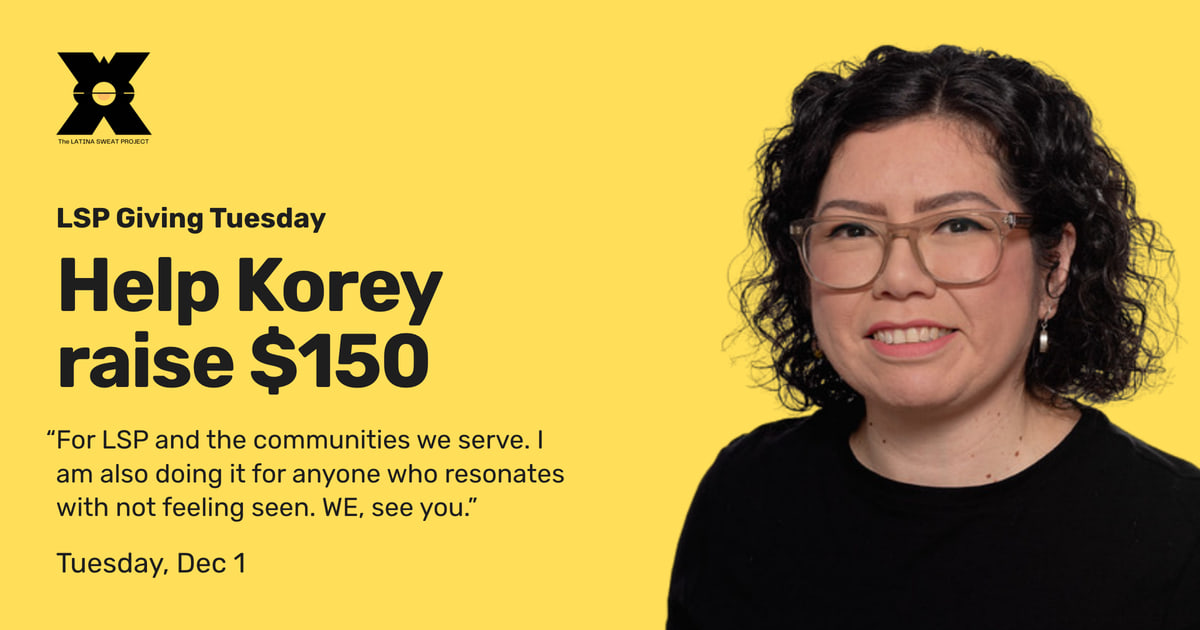 The LATINA SWEAT PROJECT
LSP Giving Tuesday
Help Korey
raise $150
“For LSP and the communities we serve. I
am also doing it for anyone who resonates
with not feeling seen. WE, see you.”
Tuesday, Dec 1